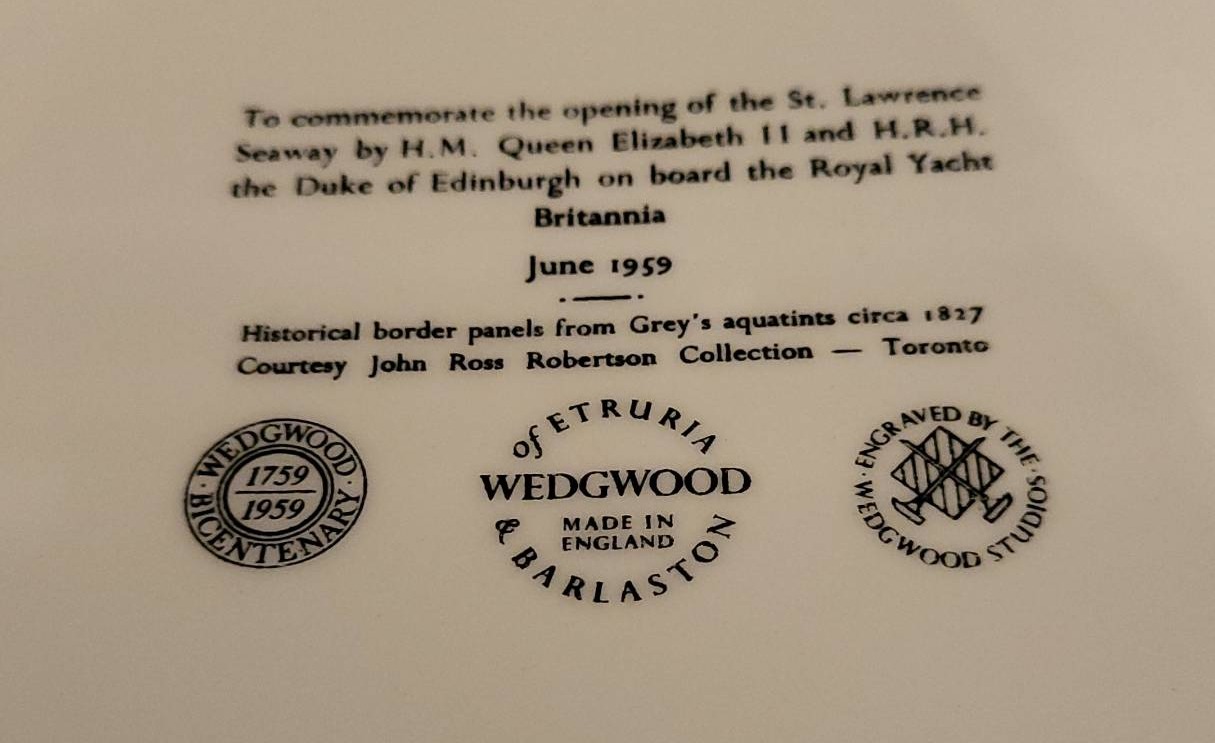 To commemorate the opening of the St. Lawrence
Seaway by H.M. Queen Elizabeth II and H.R.H.
the Duke of Edinburgh on board the Royal Yacht
Britannia
June 1959
Historical border panels from Grey's aquatints circa 1827
Courtesy John Ross Robertson Collection — Toronto
· WEDGWOOD ·
BICENTENARY
1759
1959
of ETRURIA
WEDGWOOD
MADE IN
ENGLAND
& BARLASTON
· ENGRAVED BY THE ·
WEDGWOOD STUDIOS